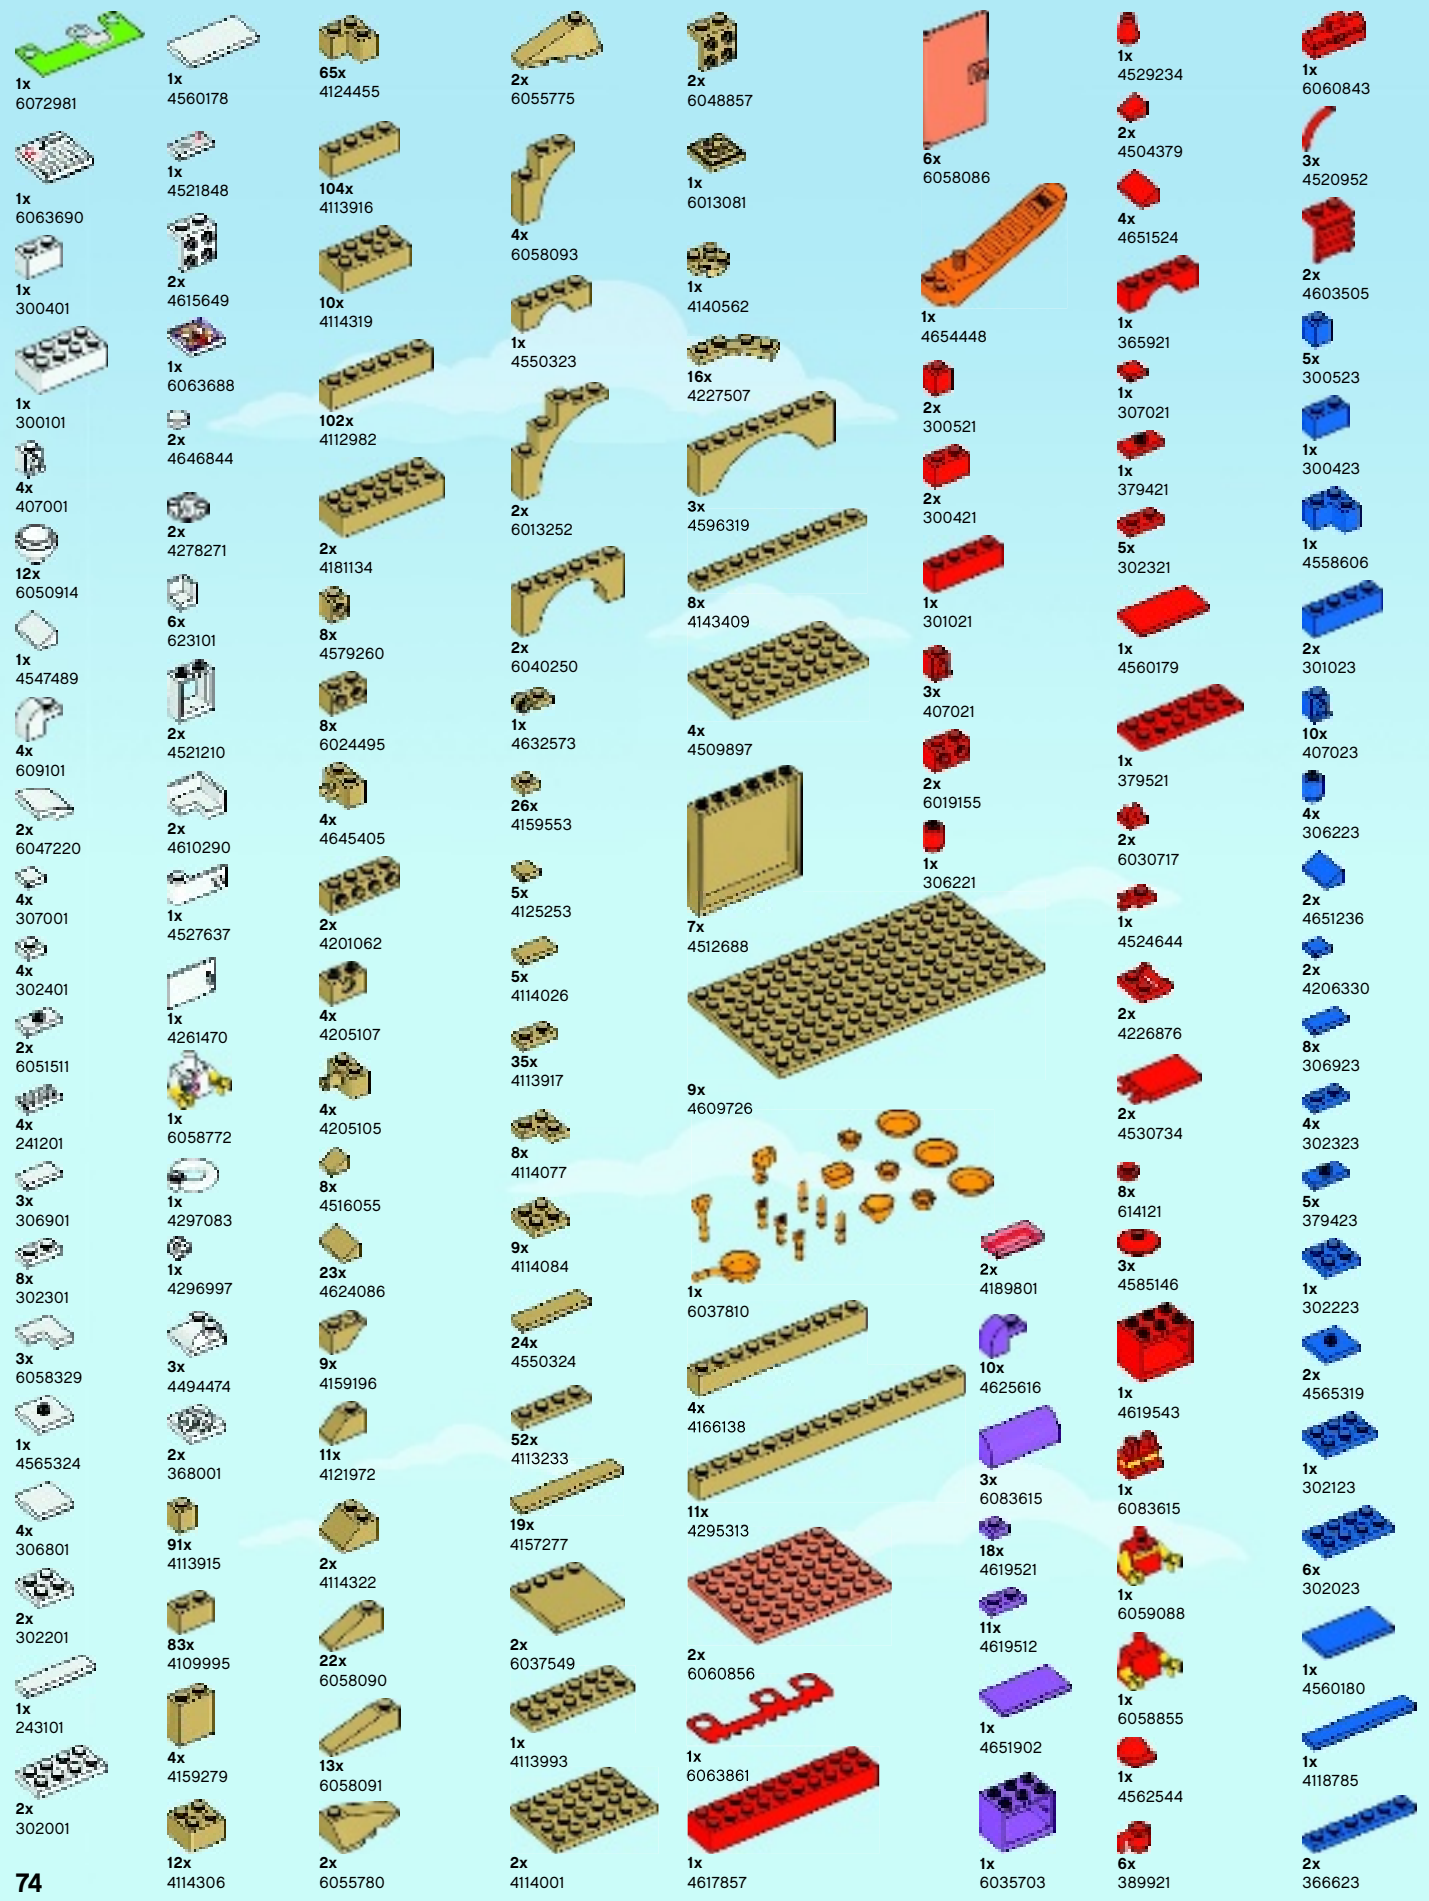 1x
6072981
1x
6063690
1x
300401
1x
300101
4x
407001
12x
6050914
1x
4547489
4x
609101
2x
6047220
4x
307001
4x
302401
2x
6051511
4x
241201
3x
306901
8x
302301
3x
6058329
1x
4565324
4x
306801
2x
302201
1x
243101
2x
302001
74
1x
4560178
1x
4521848
2x
4615649
1x
6063688
2x
4646844
2x
4278271
6x
623101
2x
4521210
2x
4610290
1x
4527637
1x
4261470
1x
6058772
1x
4297083
1x
4296997
3x
4494474
2x
368001
91x
4113915
83x
4109995
4x
4159279
12x
4114306
65x
4124455
104x
4113916
10x
4114319
102x
4112982
2x
4181134
8x
4579260
8x
6024495
4x
4645405
2x
4201062
4x
4205107
4x
4205105
8x
4516055
23x
4624086
9x
4159196
11x
4121972
2x
4114322
22x
6058090
13x
6058091
2x
6055780
2x
6055775
4x
6058093
1x
4550323
2x
6013252
2x
6040250
1x
4632573
26x
4159553
5x
4125253
5x
4114026
35x
4113917
8x
4114077
9x
4114084
24x
4550324
52x
4113233
19x
4157277
2x
6037549
1x
4113993
2x
4114001
2x
6048857
1x
6013081
1x
4140562
16x
4227507
3x
4596319
8x
4143409
4x
4509897
7x
4512688
9x
4609726
1x
6037810
4x
4166138
11x
4295313
2x
6060856
1x
6063861
1x
4617857
6x
6058086
1x
4654448
2x
300521
2x
300421
1x
301021
3x
407021
2x
6019155
1x
306221
2x
4189801
10x
4625616
3x
6083615
18x
4619521
11x
4619512
1x
4651902
1x
6035703
1x
4529234
2x
4504379
4x
4651524
1x
365921
1x
307021
1x
379421
5x
302321
1x
4560179
1x
379521
2x
6030717
1x
4524644
2x
4226876
2x
4530734
8x
614121
3x
4585146
1x
4619543
1x
6083615
1x
6059088
1x
6058855
1x
4562544
6x
389921
1x
6060843
3x
4520952
2x
4603505
5x
300523
1x
300423
1x
4558606
2x
301023
10x
407023
4x
306223
2x
4651236
2x
4206330
8x
306923
4x
302323
5x
379423
1x
302223
2x
4565319
1x
302123
6x
302023
1x
4560180
1x
4118785
2x
366623